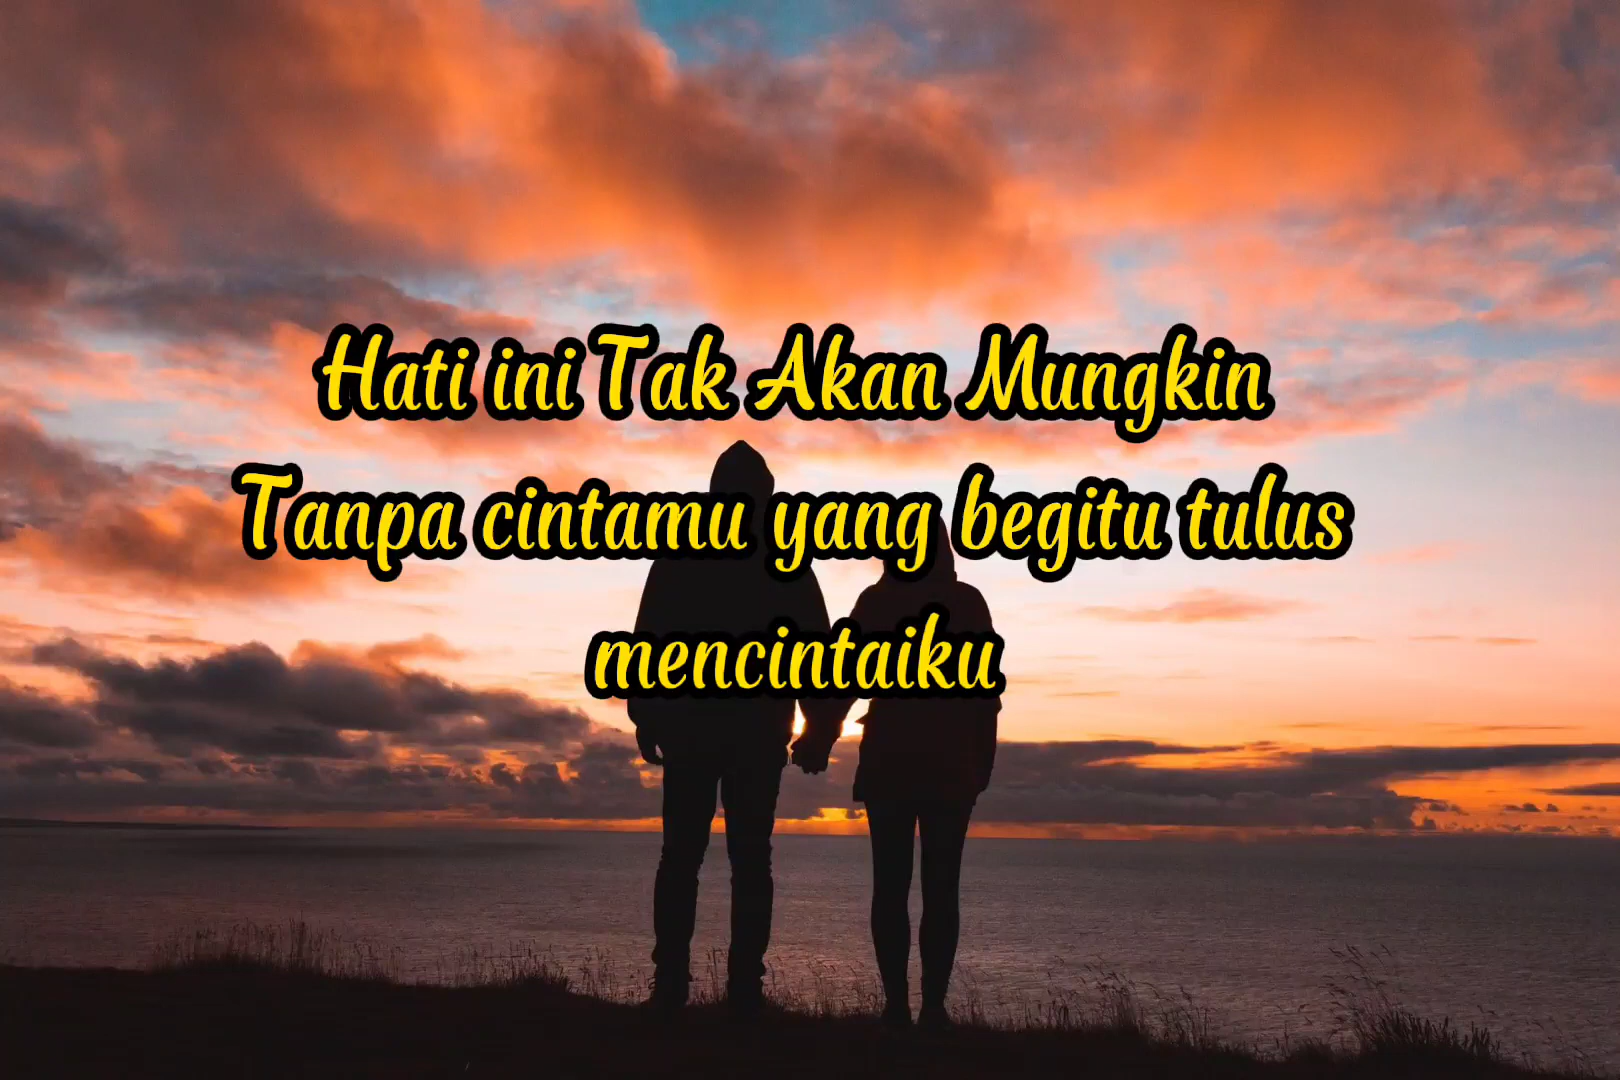 Hati ini Tak Akan Mungkin
Tanpa cintamu yang begitu tulus
mencintaiku